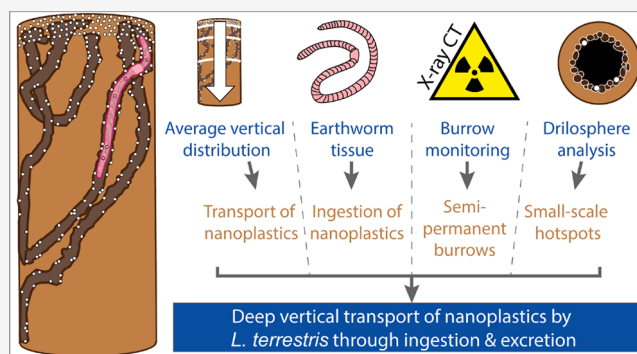 X-ray CT
Average vertical
distribution
Earthworm
tissue
Burrow
monitoring
Drilosphere
analysis
Transport of
nanoplastics
Ingestion of
nanoplastics
Semi-
permanent
burrows
Small-scale
hotspots
Deep vertical transport of nanoplastics by
L. terrestris through ingestion & excretion